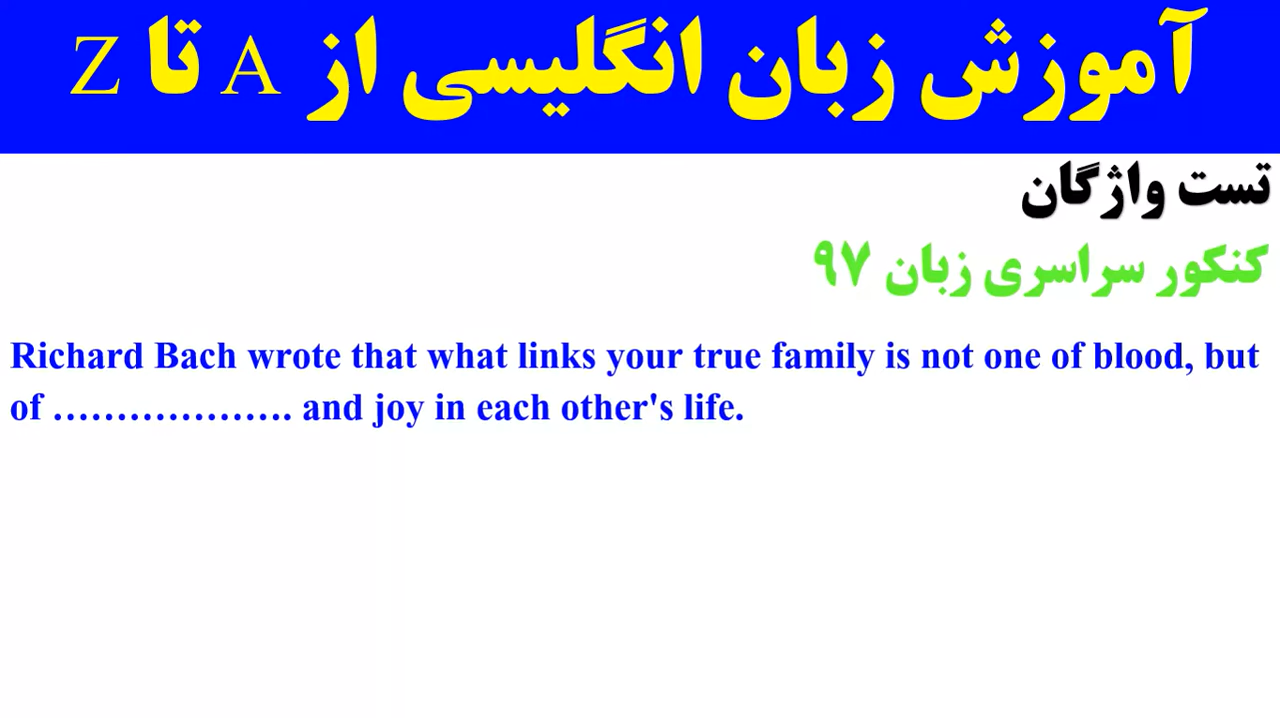 آموزش زبان انگلیسی از A تا Z
تست واژگان
کنکور سراسری زبان ۹۷
Richard Bach wrote that what links your true family is not one of blood, but
of ………………. and joy in each other's life.